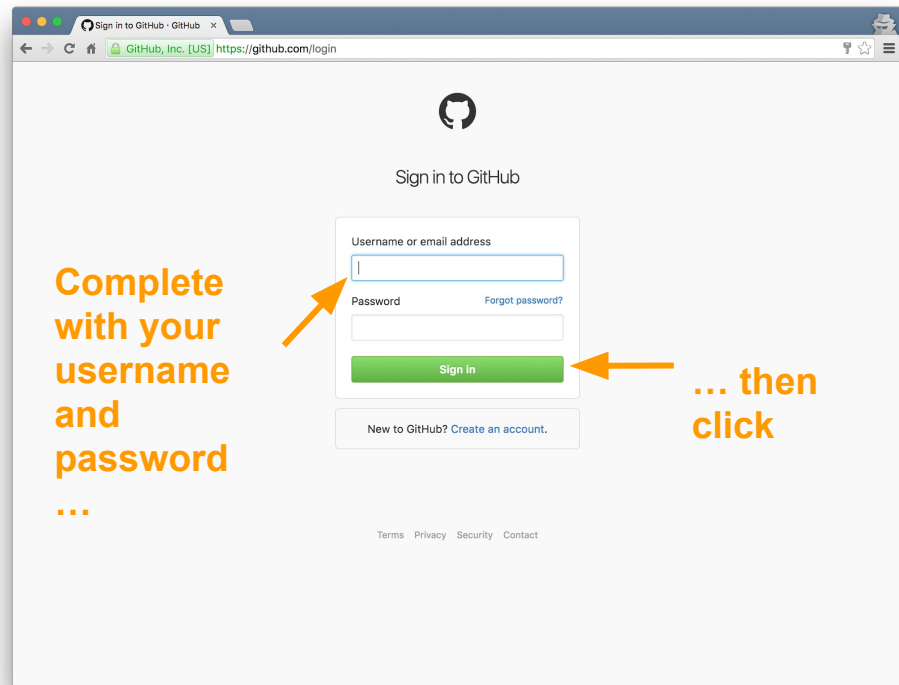 Sign in to GitHub · GitHub ×
GitHub, Inc. [US] https://github.com/login
Sign in to GitHub
Username or email address
Password Forgot password?
Sign in
New to GitHub? Create an account.
Terms Privacy Security Contact
Complete
with your
username
and
password
…
… then
click